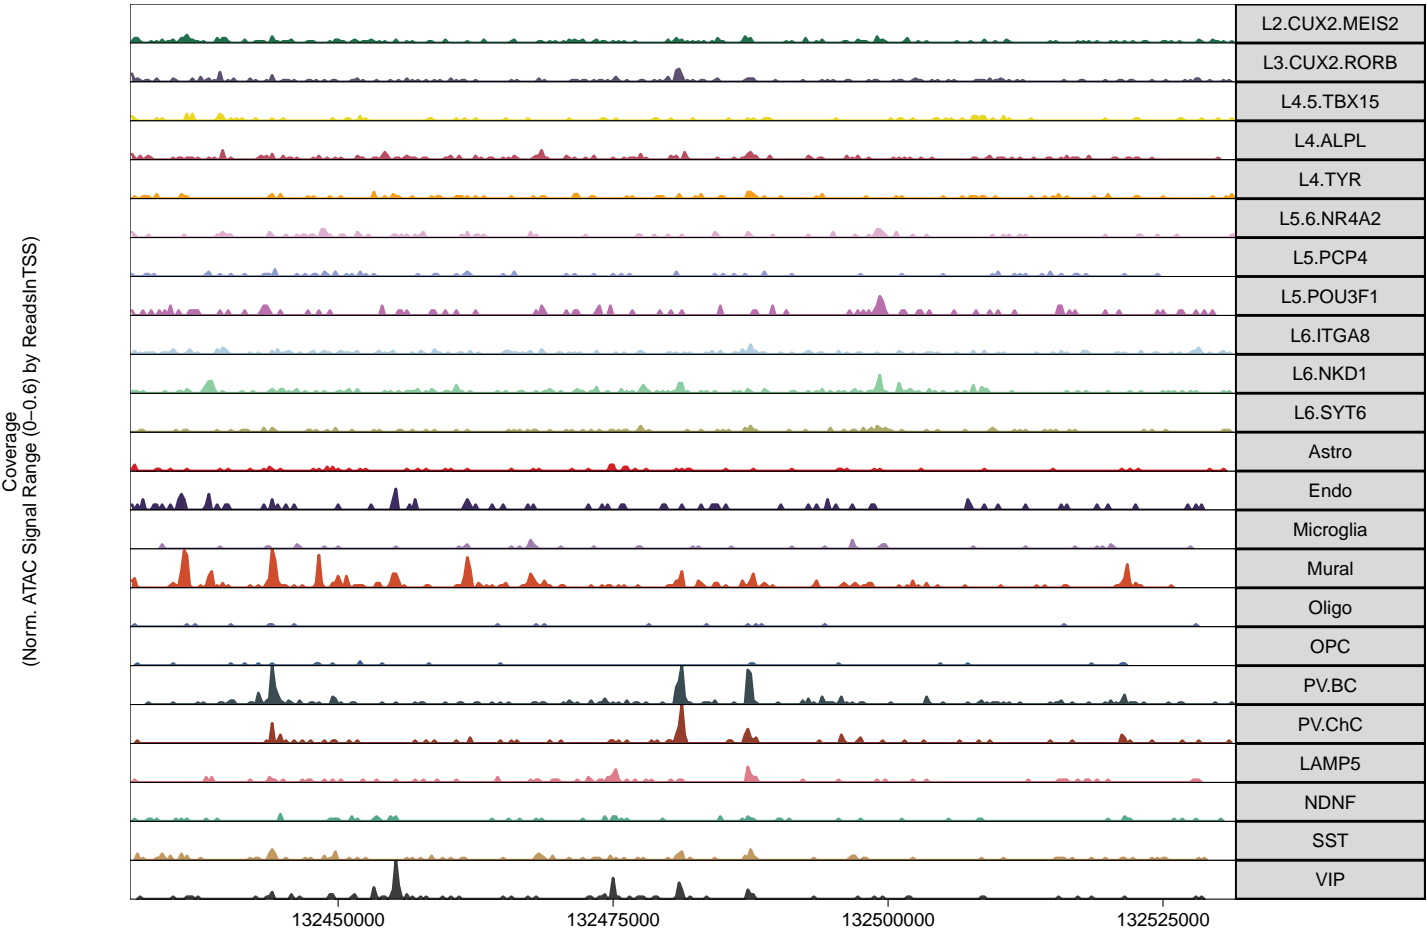 Coverage
(Norm. ATAC Signal Range (0–0.6) by ReadsInTSS)
L2.CUX2.MEIS2
L3.CUX2.RORB
L4.5.TBX15
L4.ALPL
L4.TYR
L5.6.NR4A2
L5.PCP4
L5.POU3F1
L6.ITGA8
L6.NKD1
L6.SYT6
Astro
Endo
Microglia
Mural
Oligo
OPC
PV.BC
PV.ChC
LAMP5
NDNF
SST
VIP
132450000 132475000 132500000 132525000